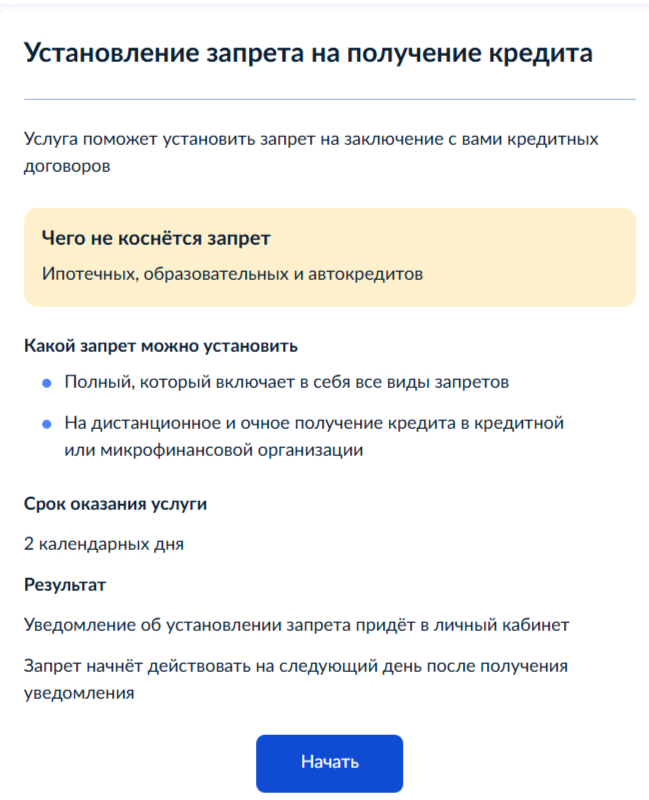 Установление запрета на получение кредита
Услуга поможет установить запрет на заключение с вами кредитных
договоров
Чего не коснётся запрет
Ипотечных, образовательных и автокредитов
Какой запрет можно установить
Полный, который включает в себя все виды запретов
На дистанционное и очное получение кредита в кредитной
или микрофинансовой организации
Срок оказания услуги
2 календарных дня
Результат
Уведомление об установлении запрета придёт в личный кабинет
Запрет начнёт действовать на следующий день после получения
уведомления
Начать